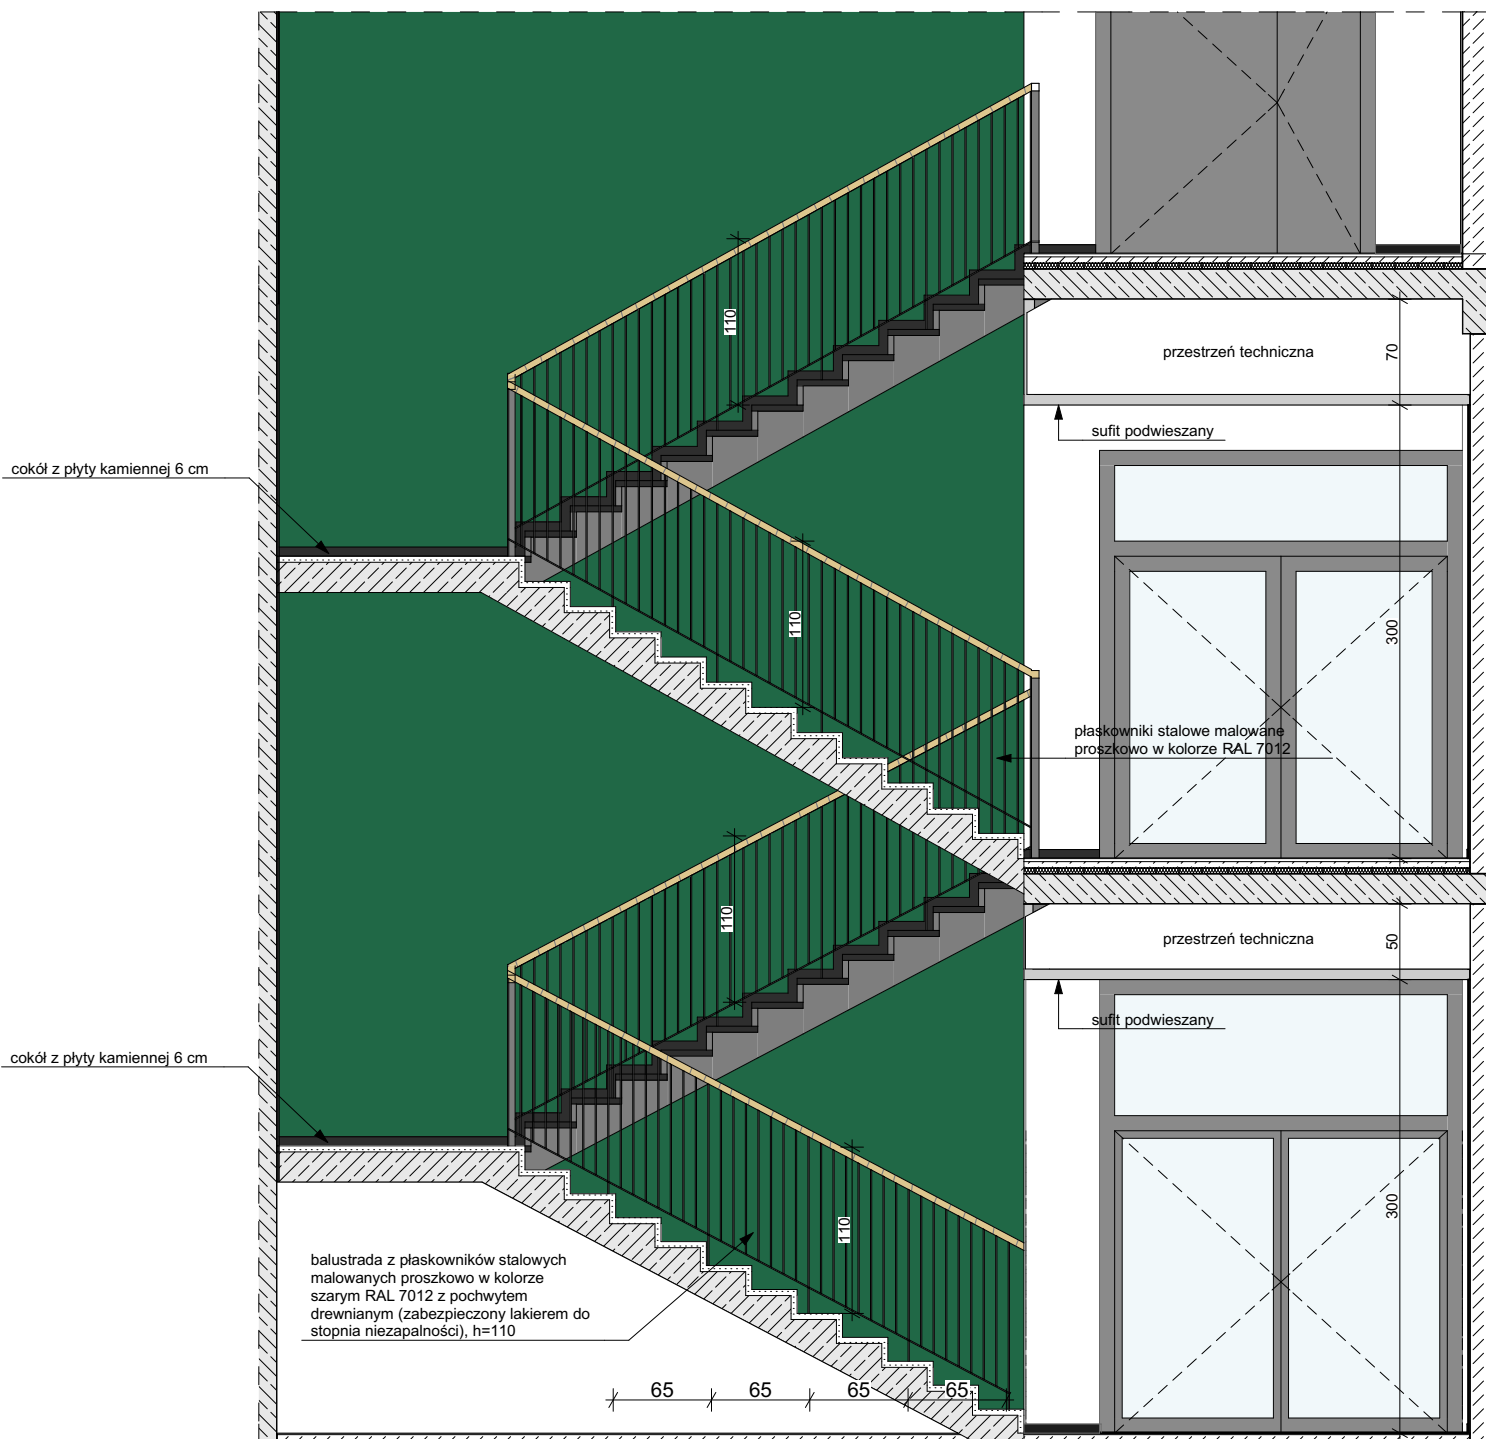 110
przestrzeń techniczna
70
sufit podwieszany
cokół z płyty kamiennej 6 cm
110
300
płaskowniki stalowe malowane
proszkowo w kolorze RAL 7012
110
przestrzeń techniczna
50
sufit podwieszany
cokół z płyty kamiennej 6 cm
110
300
balustrada z płaskowników stalowych
malowanych proszkowo w kolorze
szarym RAL 7012 z pochwytem
drewnianym (zabezpieczony lakierem do
stopnia niezapalności), h=110
65 65 65 65